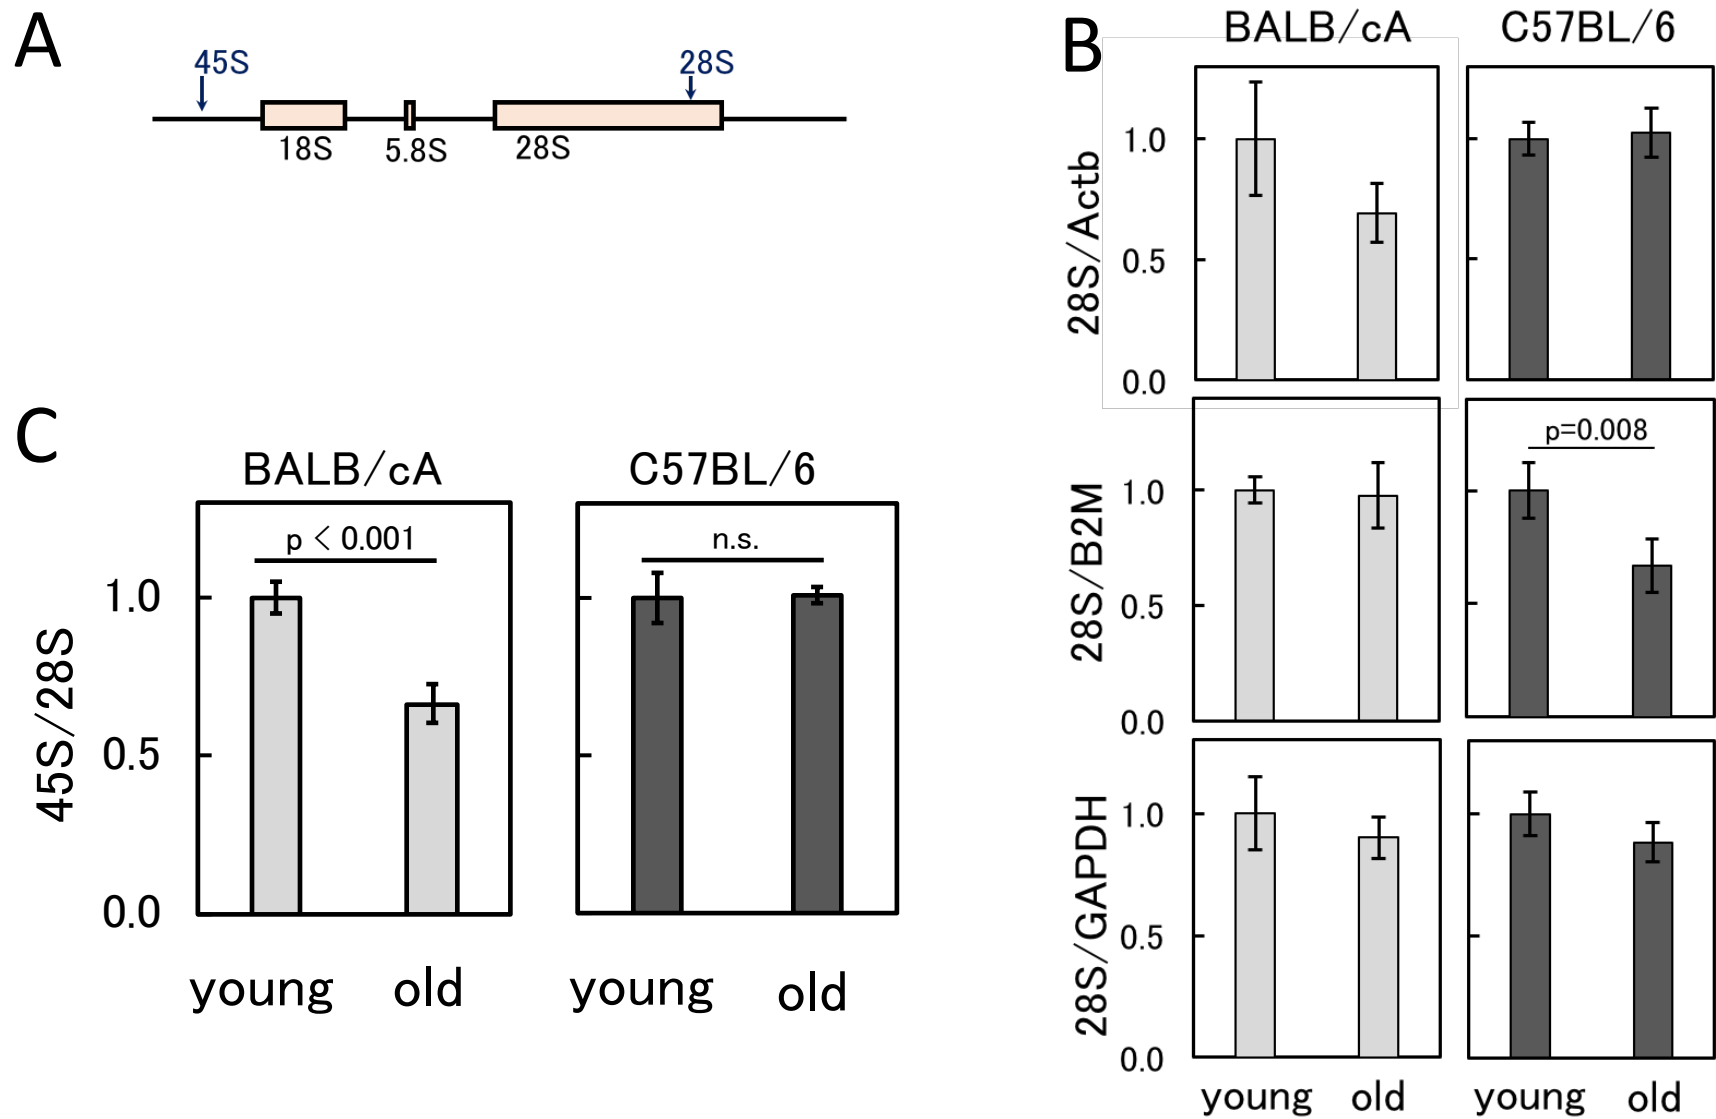 A
45S
28S
18S
5.8S
28S
B
BALB/cA
C57BL/6
28S/Actb
1.0
0.5
0.0
28S/B2M
1.0
0.5
0.0
p=0.008
28S/GAPDH
1.0
0.5
0.0
young
old
young
old
C
BALB/cA
C57BL/6
45S/28S
1.0
0.5
0.0
p < 0.001
n.s.
young
old
young
old